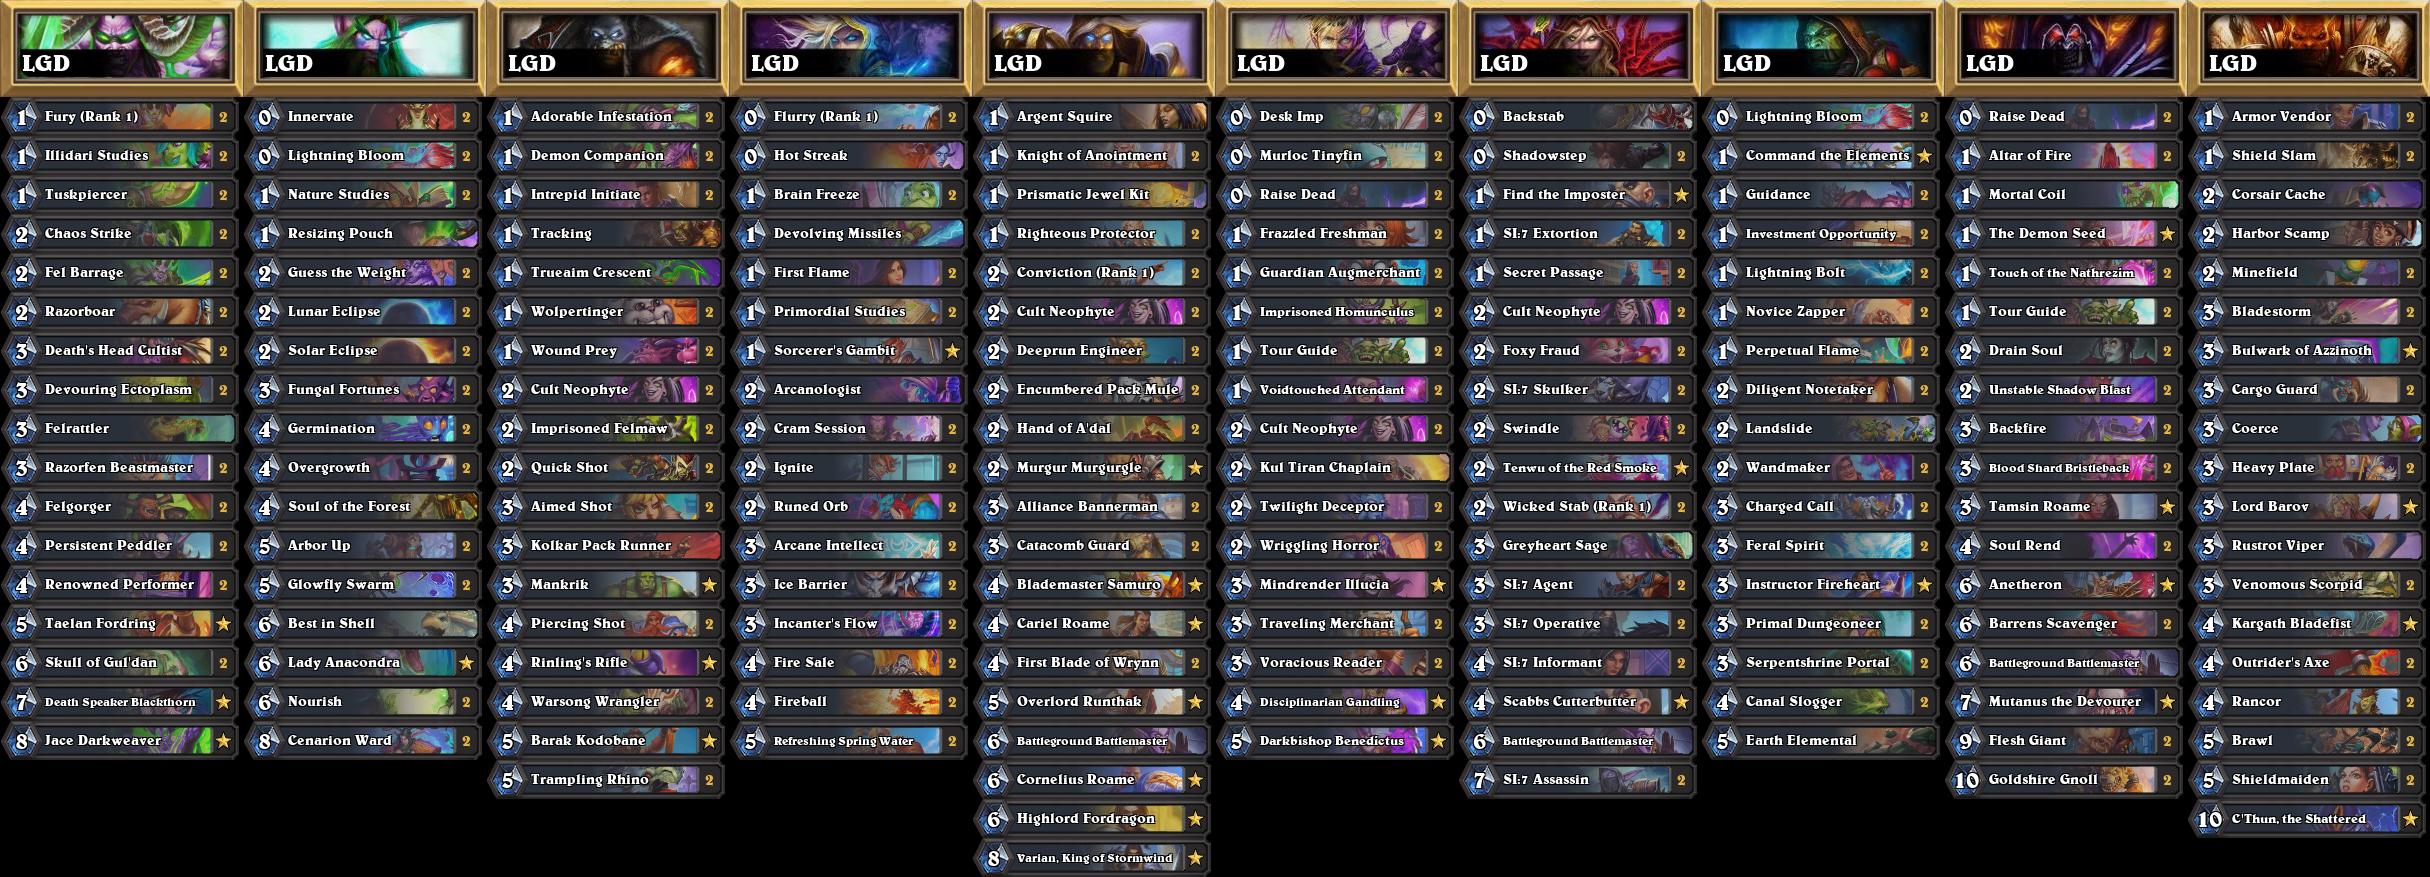 LGD
1 Fury (Rank 1) 2
1 Illidari Studies 2
1 Tuskpiercer 2
2 Chaos Strike 2
2 Fel Barrage 2
2 Razorboar 2
3 Death's Head Cultist 2
3 Devouring Ectoplasm 2
3 Felrattler
3 Razorfen Beastmaster 2
4 Felgorger 2
4 Persistent Peddler 2
4 Renowned Performer 2
5 Taelan Fordring
6 Skull of Gul'dan 2
7 Death Speaker Blackthorn
8 Jace Darkweaver
LGD
0 Innervate 2
0 Lightning Bloom 2
1 Nature Studies 2
1 Resizing Pouch
2 Guess the Weight 2
2 Lunar Eclipse 2
2 Solar Eclipse 2
3 Fungal Fortunes 2
4 Germination 2
4 Overgrowth 2
4 Soul of the Forest
5 Arbor Up 2
5 Glowfly Swarm 2
6 Best in Shell
6 Lady Anacondra
6 Nourish 2
8 Cenarion Ward 2
LGD
1 Adorable Infestation 2
1 Demon Companion 2
1 Intrepid Initiate 2
1 Tracking
1 Trueaim Crescent
1 Wolpertinger 2
1 Wound Prey 2
2 Cult Neophyte 2
2 Imprisoned Felmaw 2
2 Quick Shot 2
3 Aimed Shot 2
3 Kolkar Pack Runner
3 Mankrik
4 Piercing Shot 2
4 Rinling's Rifle
4 Warsong Wrangler 2
5 Barak Kodobane
5 Trampling Rhino 2
LGD
0 Flurry (Rank 1) 2
0 Hot Streak
1 Brain Freeze 2
1 Devolving Missiles
1 First Flame 2
1 Primordial Studies 2
1 Sorcerer's Gambit
2 Arcanologist
2 Cram Session 2
2 Ignite 2
2 Runed Orb 2
3 Arcane Intellect 2
3 Ice Barrier 2
3 Incanter's Flow 2
4 Fire Sale 2
4 Fireball 2
5 Refreshing Spring Water 2
LGD
1 Argent Squire
1 Knight of Anointment 2
1 Prismatic Jewel Kit
1 Righteous Protector 2
2 Conviction (Rank 1) 2
2 Cult Neophyte 2
2 Deeprun Engineer 2
2 Encumbered Pack Mule
2 Hand of A'dal 2
2 Murgur Murgurgle
3 Alliance Bannerman 2
3 Catacomb Guard 2
4 Blademaster Samuro
4 Cariel Roame
4 First Blade of Wrynn 2
5 Overlord Runthak
6 Battleground Battlemaster
6 Cornelius Roame
6 Highlord Fordragon
8 Varian, King of Stormwind
LGD
0 Desk Imp 2
0 Murloc Tinyfin 2
0 Raise Dead 2
1 Frazzled Freshman 2
1 Guardian Augmerchant 2
1 Imprisoned Homunculus 2
1 Tour Guide 2
1 Voidtouched Attendant 2
2 Cult Neophyte 2
2 Kul Tiran Chaplain
2 Twilight Deceptor 2
2 Wriggling Horror 2
3 Mindrender Illucia
3 Traveling Merchant 2
3 Voracious Reader 2
4 Disciplinarian Gandling
5 Darkbishop Benedictus
LGD
0 Backstab
0 Shadowstep 2
1 Find the Imposter
1 SI:7 Extortion 2
1 Secret Passage 2
2 Cult Neophyte 2
2 Foxy Fraud 2
2 SI:7 Skulker 2
2 Swindle 2
2 Tenwu of the Red Smoke
2 Wicked Stab (Rank 1) 2
3 Greyheart Sage
3 SI:7 Agent 2
3 SI:7 Operative 2
4 SI:7 Informant 2
4 Scabbs Cutterbutter
6 Battleground Battlemaster
7 SI:7 Assassin 2
LGD
0 Lightning Bloom 2
1 Command the Elements
1 Guidance 2
1 Investment Opportunity 2
1 Lightning Bolt 2
1 Novice Zapper 2
1 Perpetual Flame 2
2 Diligent Notetaker 2
2 Landslide
2 Wandmaker 2
3 Charged Call 2
3 Feral Spirit 2
3 Instructor Fireheart
3 Primal Dungeoneer 2
3 Serpentshrine Portal 2
4 Canal Slogger 2
5 Earth Elemental 2
LGD
0 Raise Dead 2
1 Altar of Fire 2
1 Mortal Coil
1 The Demon Seed
1 Touch of the Nathrezim 2
1 Tour Guide 2
2 Drain Soul 2
2 Unstable Shadow Blast 2
3 Backfire 2
3 Blood Shard Bristleback 2
3 Tamsin Roame
4 Soul Rend 2
6 Anetheron
6 Barrens Scavenger 2
6 Battleground Battlemaster
7 Mutanus the Devourer
9 Flesh Giant 2
10 Goldshire Gnoll 2
LGD
1 Armor Vendor 2
1 Shield Slam 2
2 Corsair Cache
2 Harbor Scamp
2 Minefield 2
3 Bladestorm 2
3 Bulwark of Azzinoth
3 Cargo Guard 2
3 Coerce
3 Heavy Plate 2
3 Lord Barov
3 Rustrot Viper
3 Venomous Scorpid 2
4 Kargath Bladefist
4 Outrider's Axe 2
4 Rancor 2
5 Brawl 2
5 Shieldmaiden 2
10 C'Thun, the Shattered